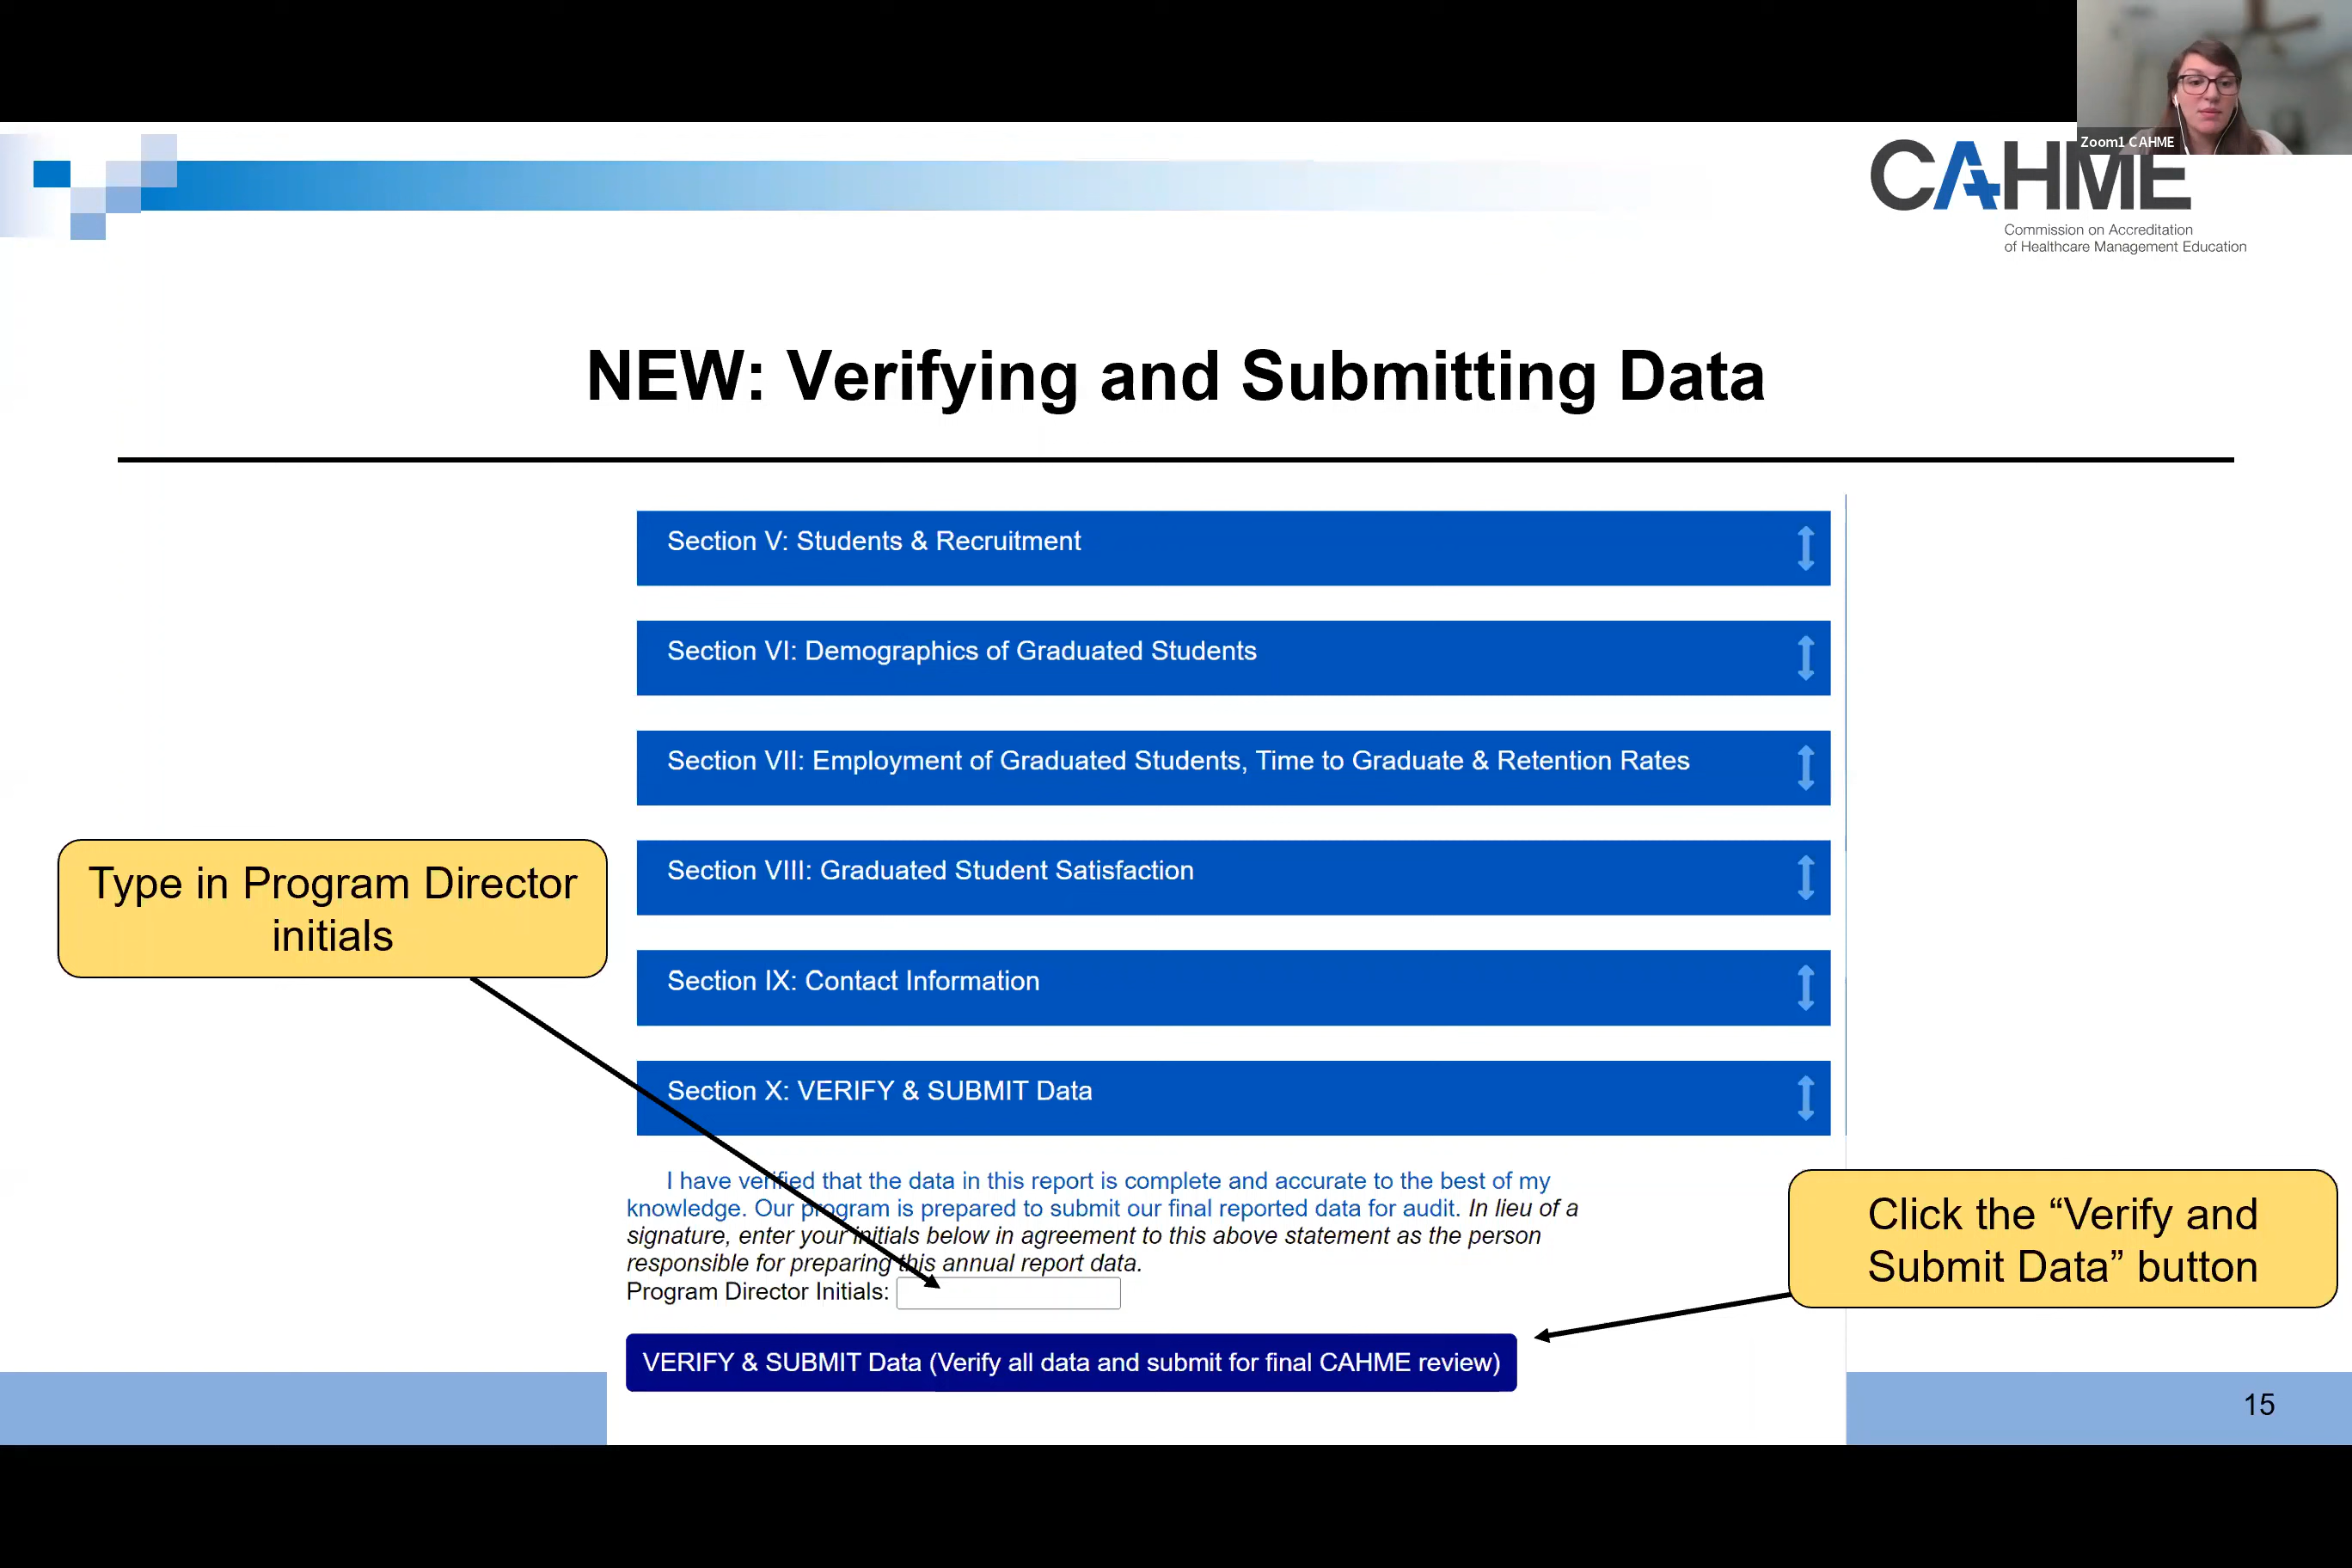 Zoom1 CAHME
CAHME
Commission on Accreditation
of Healthcare Management Education
NEW: Verifying and Submitting Data
Section V: Students & Recruitment
Section VI: Demographics of Graduated Students
Section VII: Employment of Graduated Students, Time to Graduate & Retention Rates
Type in Program Director
initials
Section VIII: Graduated Student Satisfaction
Section IX: Contact Information
Section X: VERIFY & SUBMIT Data
I have verified that the data in this report is complete and accurate to the best of my
knowledge. Our program is prepared to submit our final reported data for audit. In lieu of a
signature, enter your initials below in agreement to this above statement as the person
responsible for preparing this annual report data.
Program Director Initials:
Click the “Verify and
Submit Data” button
VERIFY & SUBMIT Data (Verify all data and submit for final CAHME review)
15